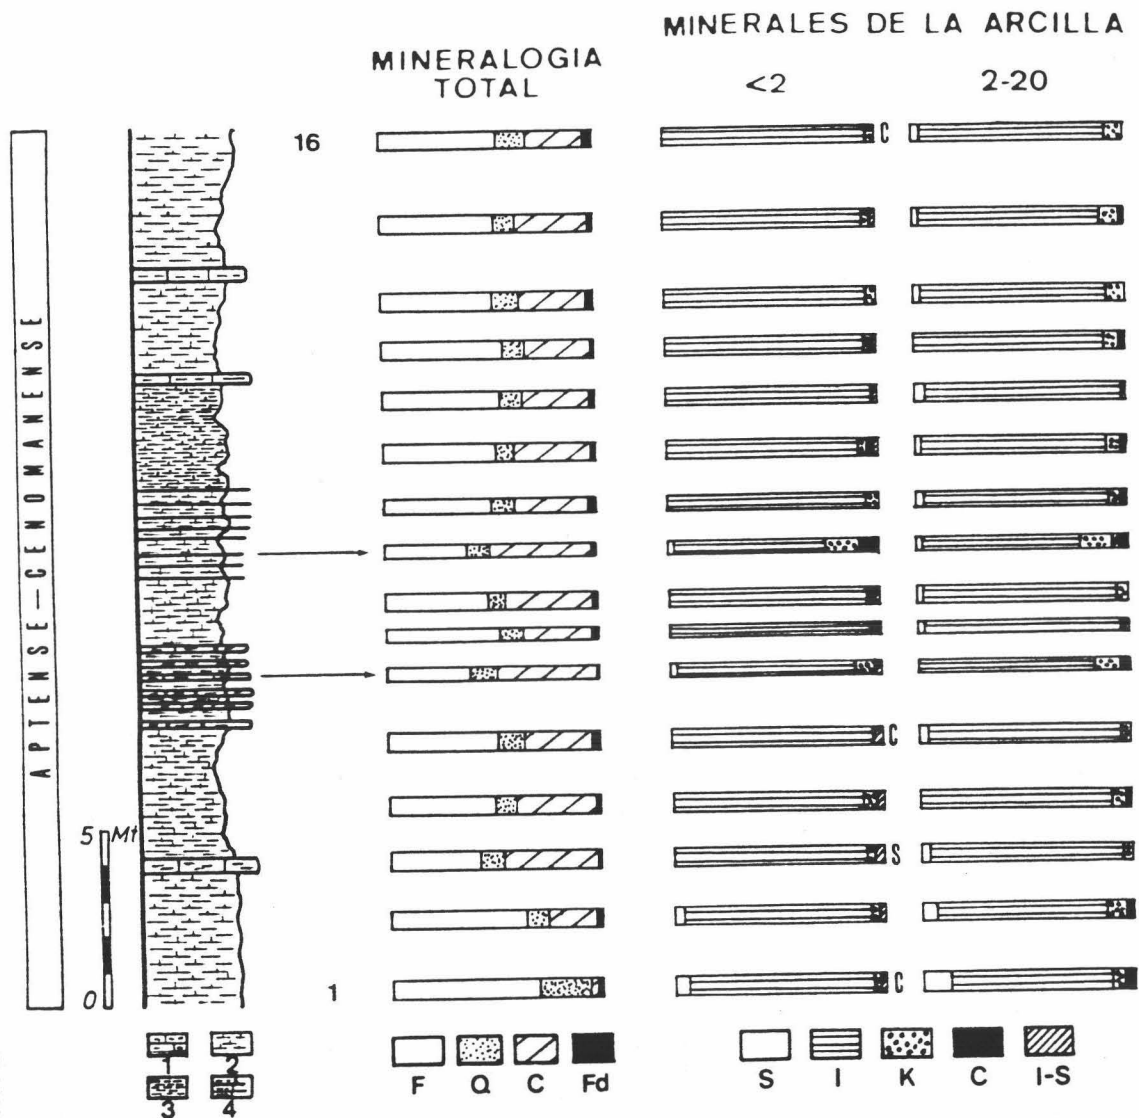 MINERALES DE LA ARCILLA
MINERALOGIA
TOTAL
<2
2-20
16
C
APTENSE-CENOMANENSE
C
5 Mt
S
0
1
C
1
2
3
4
F
Q
C
Fd
S
I
K
C
I-S